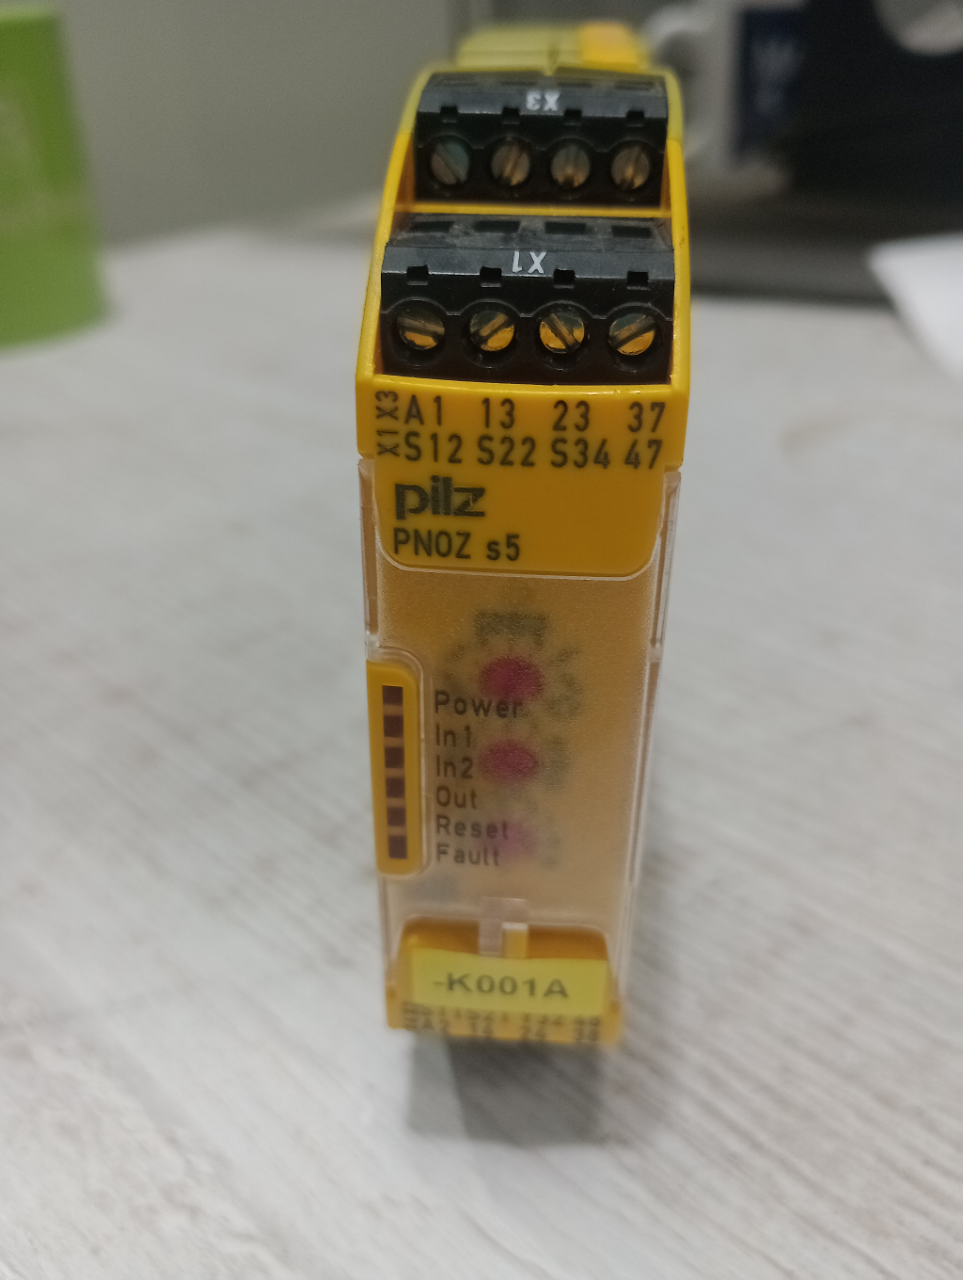 X3
X1
X3 A1 13 23 37
X1 S12 S22 S34 47
pilz
PNOZ s5
Power
In1
In2
Out
Reset
Fault
-K001A